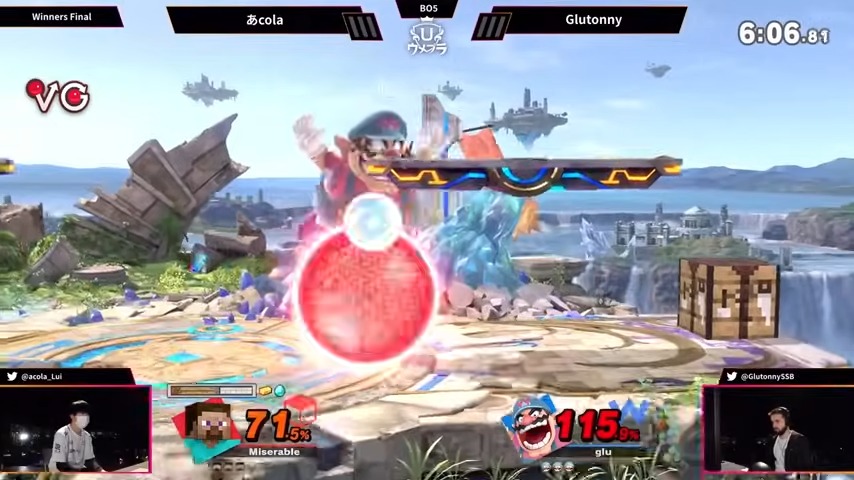 Winners Final
あcola
BO5
Glutonny
6:06.81
ウメブラ
@acola_Lui
@GlutonnySSB
71.5%
Miserable
115.9%
glu